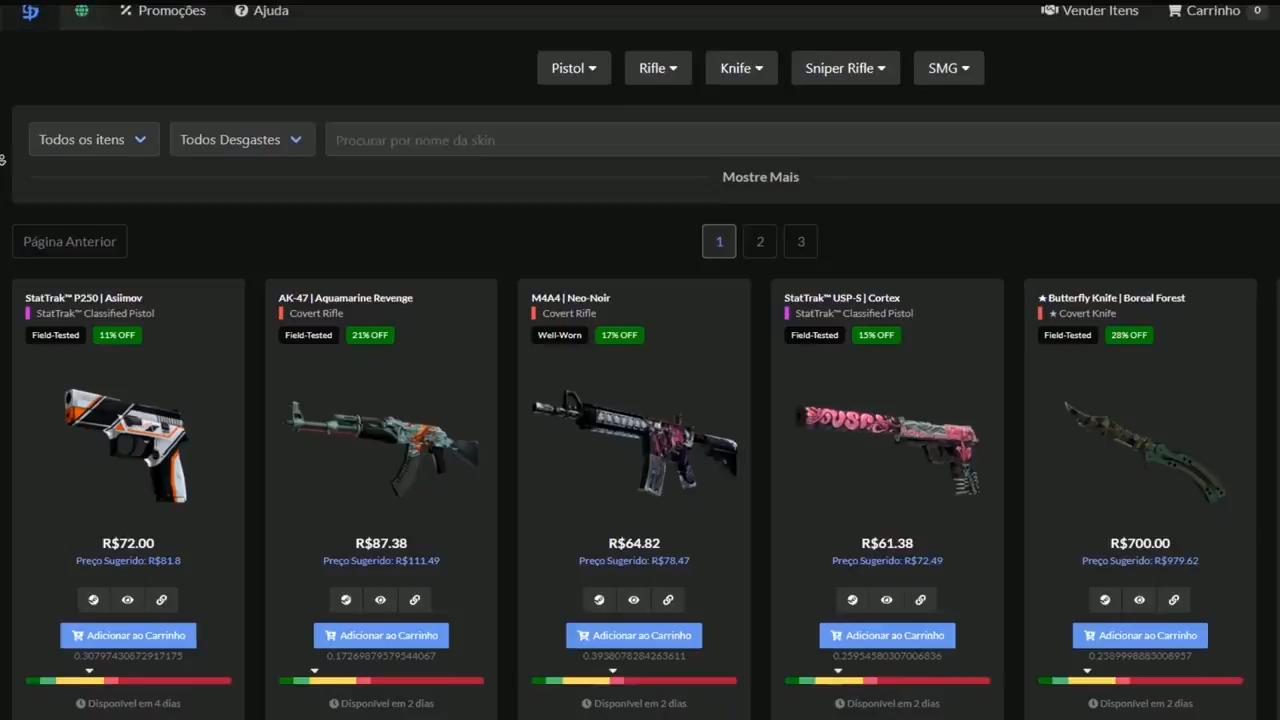 Promoções
Ajuda
Vender Itens
Carrinho 0
Pistol
Rifle
Knife
Sniper Rifle
SMG
Todos os itens
Todos Desgastes
Procurar por nome da skin
Mostre Mais
Página Anterior
1
2
3
StatTrak™ P250 | Asiimov
StatTrak™ Classified Pistol
Field-Tested 11% OFF
R$72.00
Preço Sugerido: R$81.8
Adicionar ao Carrinho
0.30797430872917175
Disponível em 4 dias
AK-47 | Aquamarine Revenge
Covert Rifle
Field-Tested 21% OFF
R$87.38
Preço Sugerido: R$111.49
Adicionar ao Carrinho
0.17269879579544067
Disponível em 2 dias
M4A4 | Neo-Noir
Covert Rifle
Well-Worn 17% OFF
R$64.82
Preço Sugerido: R$78.47
Adicionar ao Carrinho
0.3938078284263611
Disponível em 2 dias
StatTrak™ USP-S | Cortex
StatTrak™ Classified Pistol
Field-Tested 15% OFF
R$61.38
Preço Sugerido: R$72.49
Adicionar ao Carrinho
0.25954580307006836
Disponível em 2 dias
★ Butterfly Knife | Boreal Forest
★ Covert Knife
Field-Tested 28% OFF
R$700.00
Preço Sugerido: R$979.62
Adicionar ao Carrinho
0.2389998883008957
Disponível em 2 dias